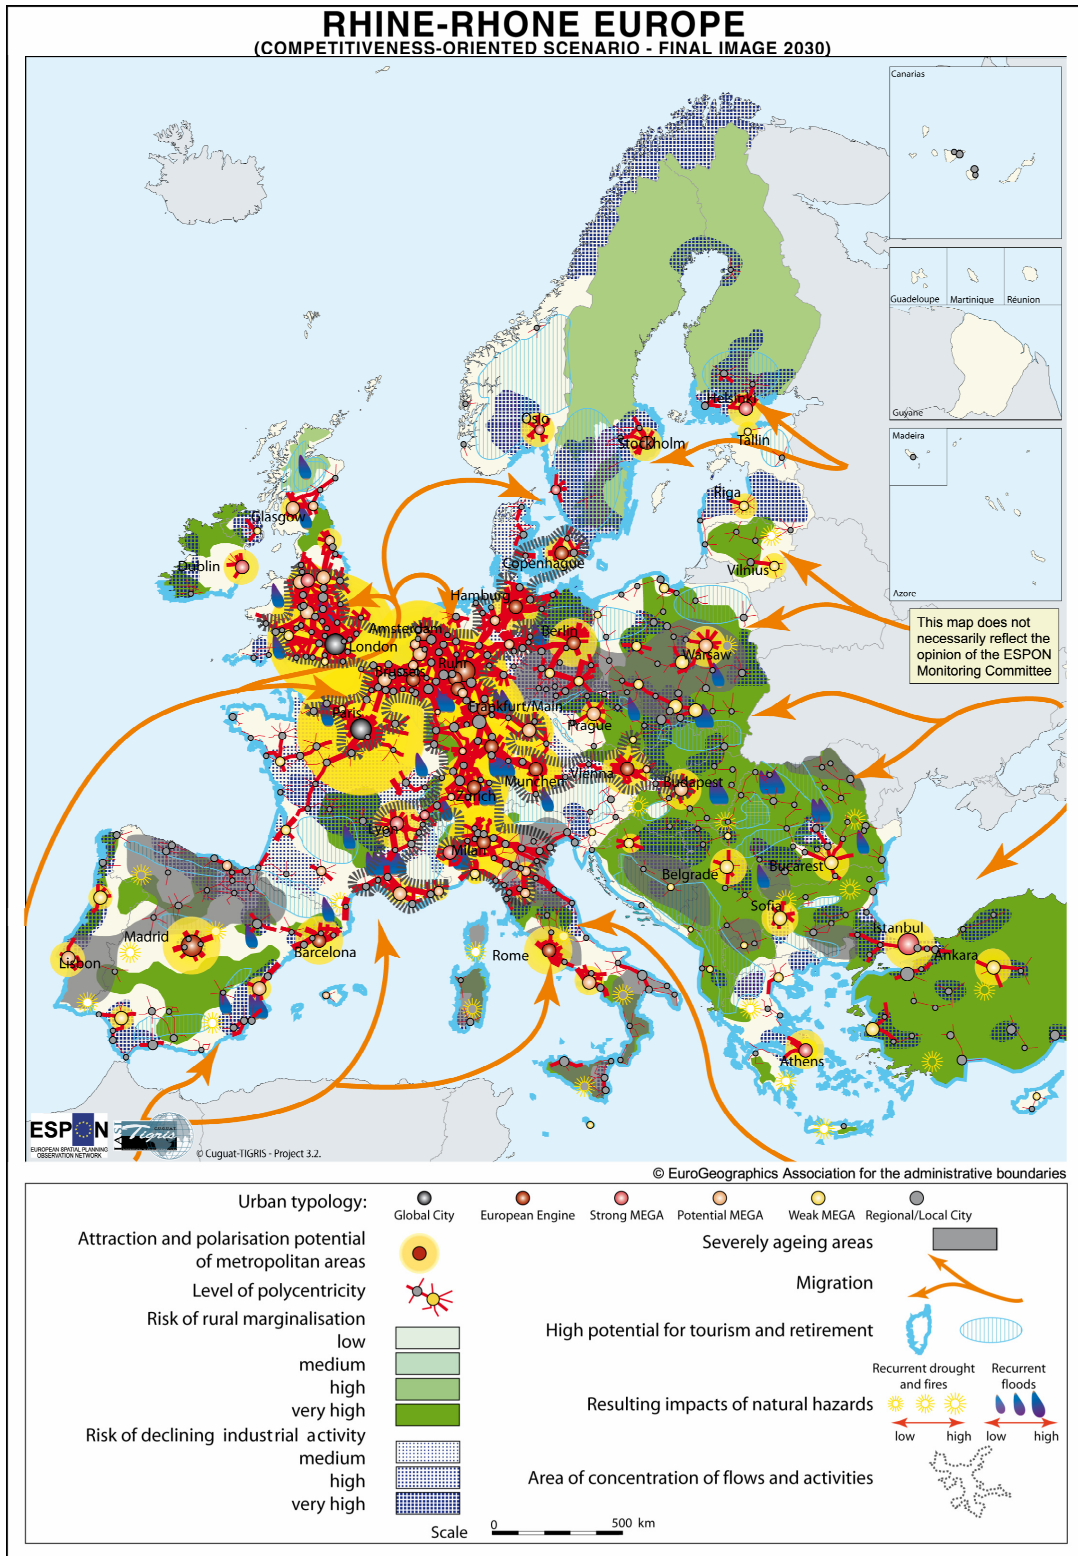 RHINE-RHONE EUROPE
(COMPETITIVENESS-ORIENTED SCENARIO - FINAL IMAGE 2030)
Canarias
Guadeloupe
Martinique
Réunion
Guyane
Madeira
Azore
This map does not
necessarily reflect the
opinion of the ESPON
Monitoring Committee
Helsinki
Oslo
Stockholm
Tallin
Riga
Glasgow
Dublin
Copenhague
Vilnius
Hamburg
Amsterdam
Berlin
London
Warsaw
Brussels
Ruhr
Paris
Frankfurt/Main
Prague
Munchen
Vienna
Budapest
Zurich
Lyon
Milan
Belgrade
Bucarest
Sofia
Madrid
Barcelona
Lisbon
Rome
Istanbul
Ankara
Athens
ESPON
EUROPEAN SPATIAL PLANNING
OBSERVATION NETWORK
Tigris
© Cuguat-TIGRIS - Project 3.2.
© EuroGeographics Association for the administrative boundaries
Urban typology:
Global City
European Engine
Strong MEGA
Potential MEGA
Weak MEGA
Regional/Local City
Attraction and polarisation potential
of metropolitan areas
Level of polycentricity
Risk of rural marginalisation
low
medium
high
very high
Risk of declining industrial activity
medium
high
very high
Scale
0
500 km
Severely ageing areas
Migration
High potential for tourism and retirement
Recurrent drought
and fires
Recurrent
floods
Resulting impacts of natural hazards
low
high
low
high
Area of concentration of flows and activities